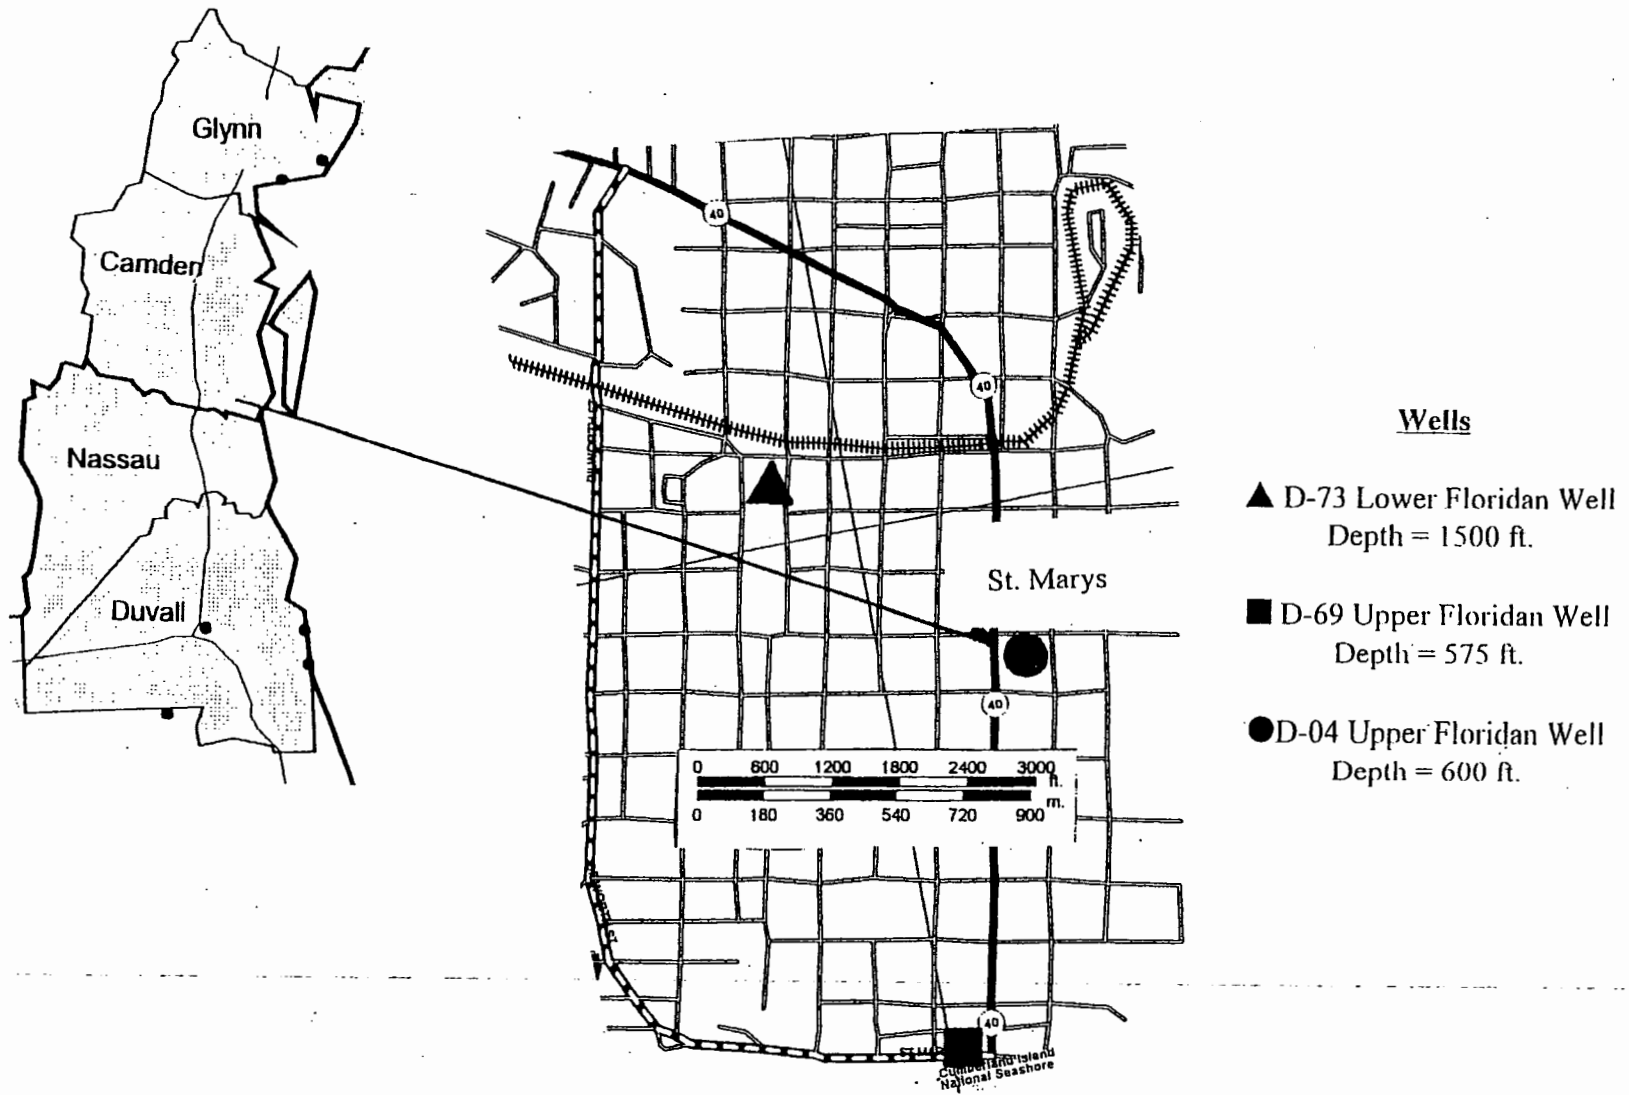 Glynn
Camden
Nassau
Duvall
40
40
St. Marys
40
0 600 1200 1800 2400 3000 ft.
0 180 360 540 720 900 m.
40
Cumberland Island
National Seashore
Wells
D-73 Lower Floridan Well
Depth = 1500 ft.
D-69 Upper Floridan Well
Depth = 575 ft.
D-04 Upper Floridan Well
Depth = 600 ft.